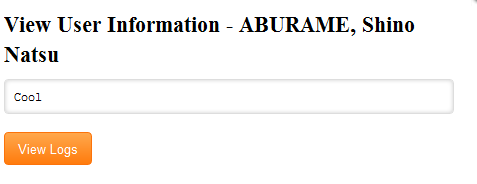 View User Information - ABURAME, Shino
Natsu
Cool
View Logs